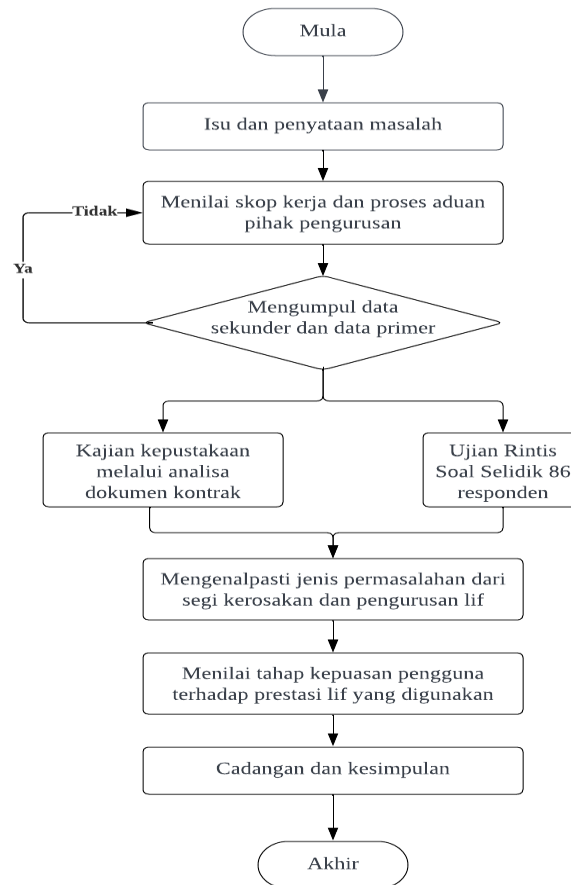 Mula
Isu dan penyataan masalah
Menilai skop kerja dan proses aduan
pihak pengurusan
Tidak
Ya
Mengumpul data
sekunder dan data primer
Kajian kepustakaan
melalui analisa
dokumen kontrak
Ujian Rintis
Soal Selidik 86
responden
Mengenalpasti jenis permasalahan dari
segi kerosakan dan pengurusan lif
Menilai tahap kepuasan pengguna
terhadap prestasi lif yang digunakan
Cadangan dan kesimpulan
Akhir